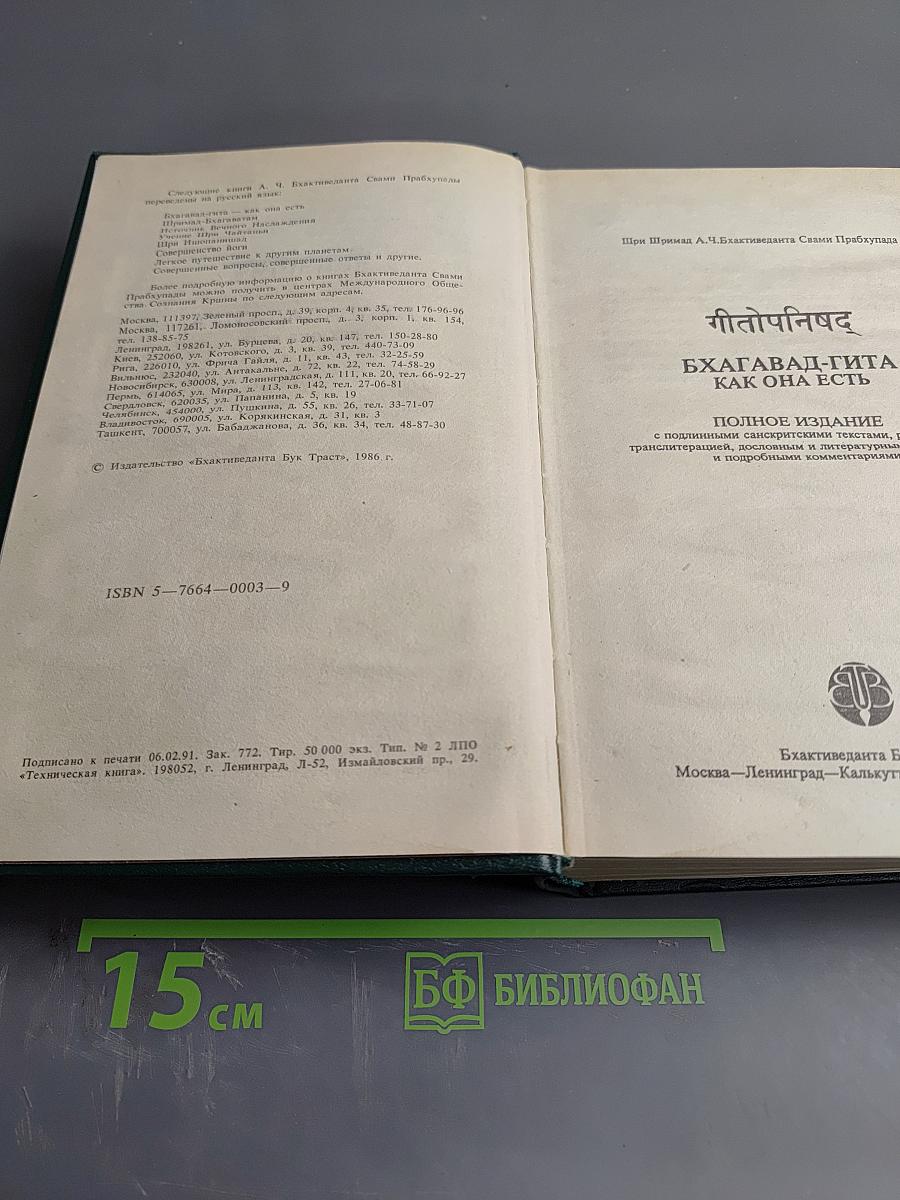 Следующие книги А. Ч. Бхактиведанта Свами Прабхупады
переведены на русский язык:
Бхагавад-гита — как она есть
Шримад-Бхагаватам
Источник Вечного Наслаждения
Учение Шри Чайтаньи
Шри Ишопанишад
Совершенство йоги
Легкое путешествие к другим планетам
Совершенные вопросы, совершенные ответы и другие.
Более подробную информацию о книгах Бхактиведанта Свами
Прабхупады можно получить в центрах Международного Обще-
ства Сознания Кришны по следующим адресам.
Москва, 111397, Зеленый просп., д. 39, корп. 4, кв. 35, тел. 176-96-96
Москва, 117261, Ломоносовский просп., д. 3, корп. 1, кв. 154,
тел. 138-85-75
Ленинград, 198261, ул. Бурцева, д. 20, кв. 147, тел. 150-28-80
Киев, 252060, ул. Котовского, д. 3, кв. 39, тел. 440-73-09
Рига, 226010, ул. Фрича Гайля, д. 11, кв. 43, тел. 32-25-59
Вильнюс, 232040, ул. Антакальне, д. 72, кв. 22, тел. 74-58-29
Новосибирск, 630008, ул. Ленинградская, д. 111, кв. 20, тел. 66-92-27
Пермь, 614065, ул. Мира, д. 113, кв. 142, тел. 27-06-81
Свердловск, 620035, ул. Папанина, д. 5, кв. 19
Челябинск, 454000, ул. Пушкина, д. 55, кв. 26, тел. 33-71-07
Владивосток, 690005, ул. Корякинская, д. 31, кв. 3
Ташкент, 700057, ул. Бабаджанова, д. 36, кв. 34, тел. 48-87-30
© Издательство «Бхактиведанта Бук Траст», 1986 г.
ISBN 5—7664—0003—9
Подписано к печати 06.02.91. Зак. 772. Тир. 50 000 экз. Тип. № 2 ЛПО
«Техническая книга». 198052, г. Ленинград, Л-52, Измайловский пр., 29.
Шри Шримад А.Ч.Бхактиведанта Свами Прабхупада
गीतोपनिषद्
БХАГАВАД-ГИТА
КАК ОНА ЕСТЬ
ПОЛНОЕ ИЗДАНИЕ
с подлинными санскритскими текстами,
транслитерацией, дословным и литературным
и подробными комментариями
BBT
Бхактиведанта Б
Москва—Ленинград—Калькутт
15 см
БФ БИБЛИОФАН